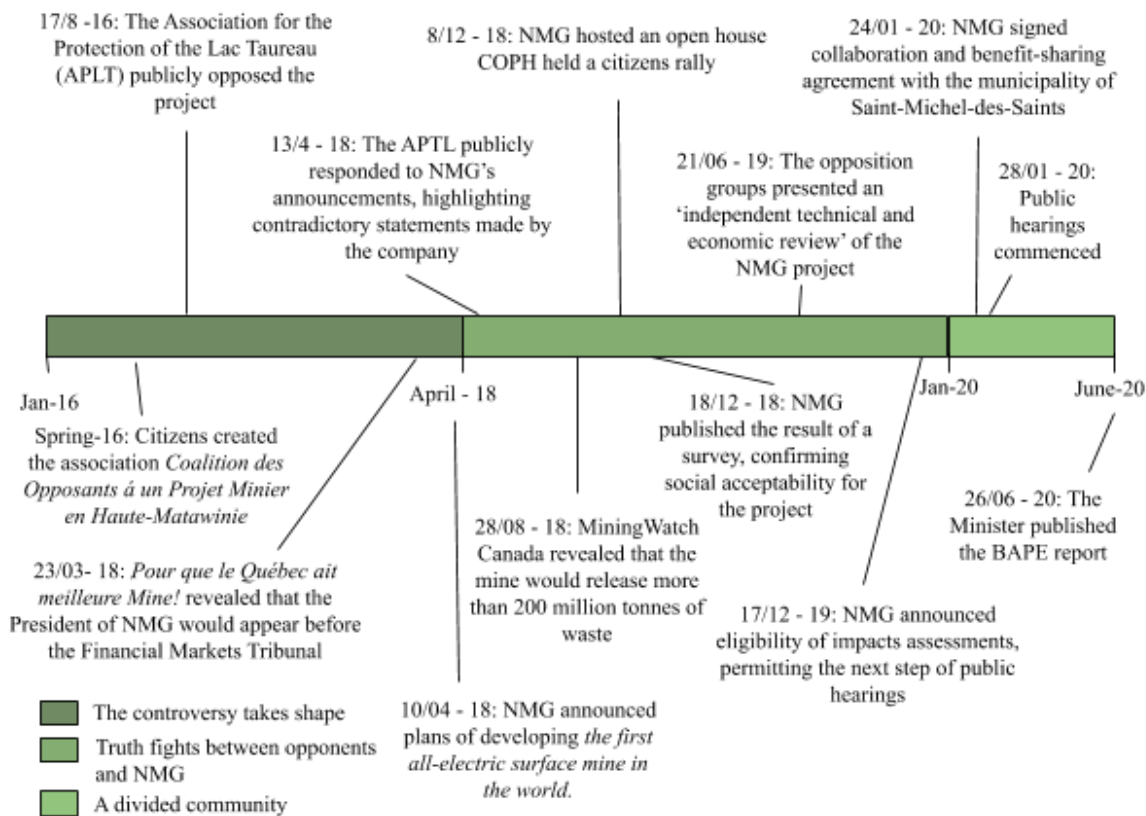 17/8 -16: The Association for the
Protection of the Lac Taureau
(APLT) publicly opposed the
project
8/12 - 18: NMG hosted an open house
COPH held a citizens rally
24/01 - 20: NMG signed
collaboration and benefit-sharing
agreement with the municipality of
Saint-Michel-des-Saints
13/4 - 18: The APTL publicly
responded to NMG's
announcements, highlighting
contradictory statements made by
the company
21/06 - 19: The opposition
groups presented an
‘independent technical and
economic review’ of the
NMG project
28/01 - 20:
Public
hearings
commenced
Jan-16
April - 18
Jan-20
June-20
Spring-16: Citizens created
the association Coalition des
Opposants á un Projet Minier
en Haute-Matawinie
23/03- 18: Pour que le Québec ait
meilleure Mine! revealed that the
President of NMG would appear before
the Financial Markets Tribunal
10/04 - 18: NMG announced
plans of developing the first
all-electric surface mine in
the world.
28/08 - 18: MiningWatch
Canada revealed that the
mine would release more
than 200 million tonnes of
waste
18/12 - 18: NMG
published the result of a
survey, confirming
social acceptability for
the project
17/12 - 19: NMG announced
eligibility of impacts assessments,
permitting the next step of public
hearings
26/06 - 20: The
Minister published
the BAPE report
The controversy takes shape
Truth fights between opponents
and NMG
A divided community